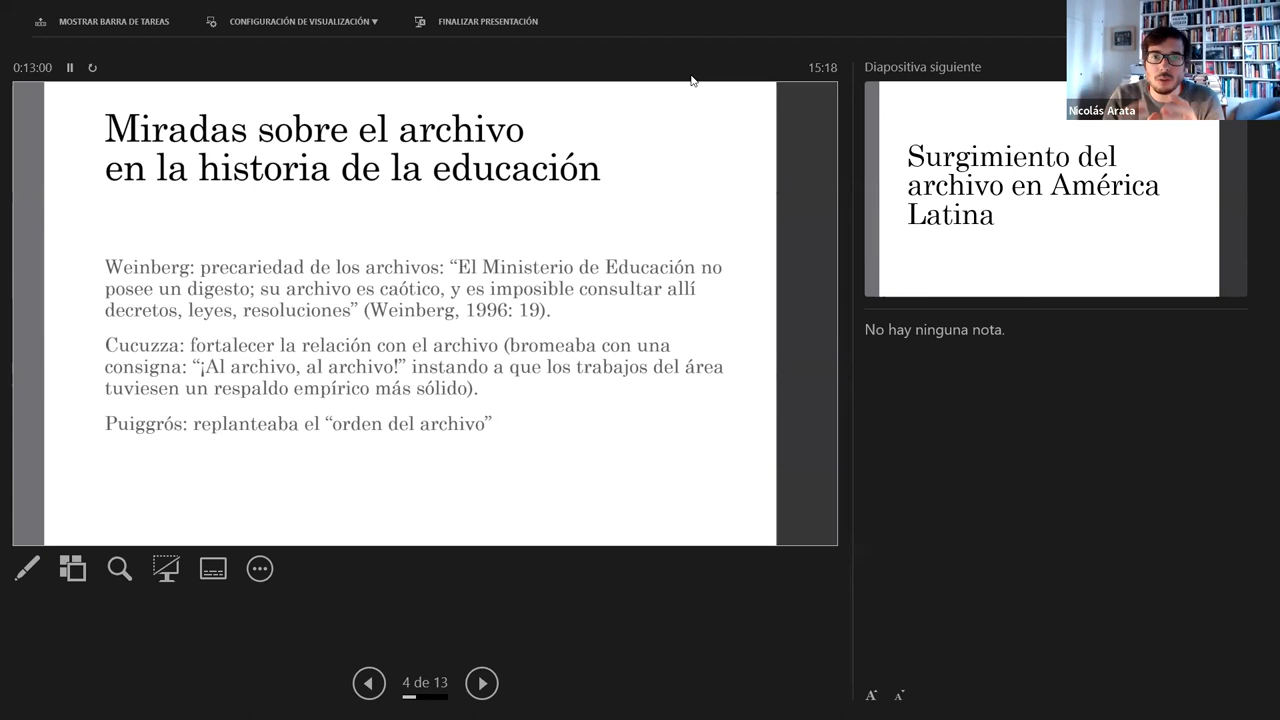 MOSTRAR BARRA DE TAREAS
CONFIGURACIÓN DE VISUALIZACIÓN ▼
FINALIZAR PRESENTACIÓN
0:13:00
15:18
Miradas sobre el archivo
en la historia de la educación
Weinberg: precariedad de los archivos: “El Ministerio de Educación no
posee un digesto; su archivo es caótico, y es imposible consultar allí
decretos, leyes, resoluciones” (Weinberg, 1996: 19).
Cucuzza: fortalecer la relación con el archivo (bromeaba con una
consigna: “¡Al archivo, al archivo!” instando a que los trabajos del área
tuviesen un respaldo empírico más sólido).
Puiggrós: replanteaba el “orden del archivo”
4 de 13
Diapositiva siguiente
Nicolás Arata
Surgimiento del
archivo en América
Latina
No hay ninguna nota.
A A